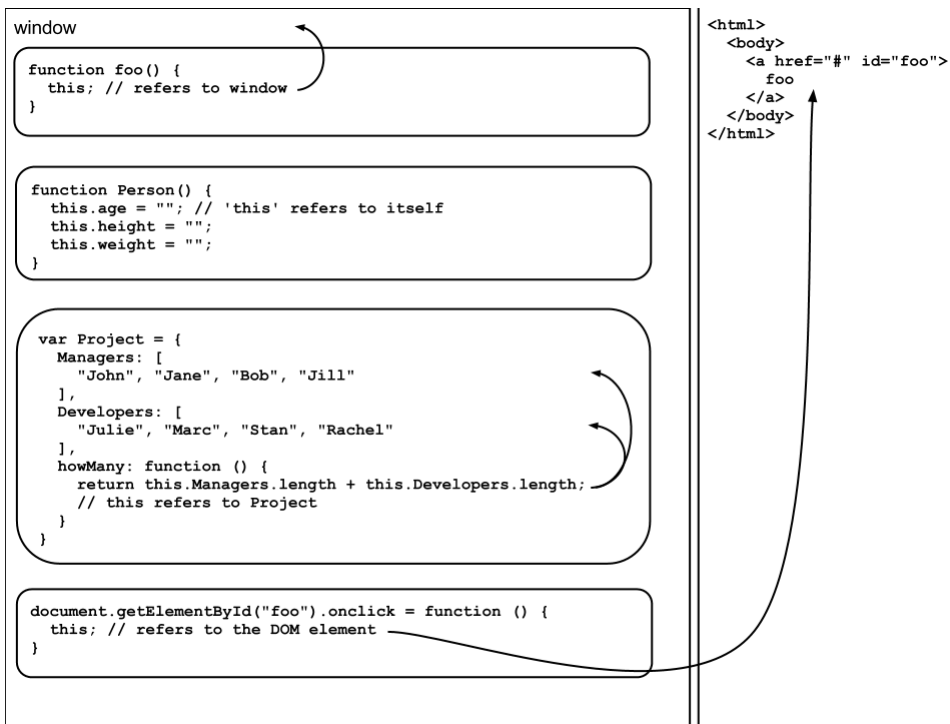 window
function foo() {
  this; // refers to window
}
function Person() {
  this.age = ""; // 'this' refers to itself
  this.height = "";
  this.weight = "";
}
var Project = {
  Managers: [
    "John", "Jane", "Bob", "Jill"
  ],
  Developers: [
    "Julie", "Marc", "Stan", "Rachel"
  ],
  howMany: function () {
    return this.Managers.length + this.Developers.length;
    // this refers to Project
  }
}
document.getElementById("foo").onclick = function () {
  this; // refers to the DOM element
}
<html>
  <body>
    <a href="#" id="foo">
      foo
    </a>
  </body>
</html>